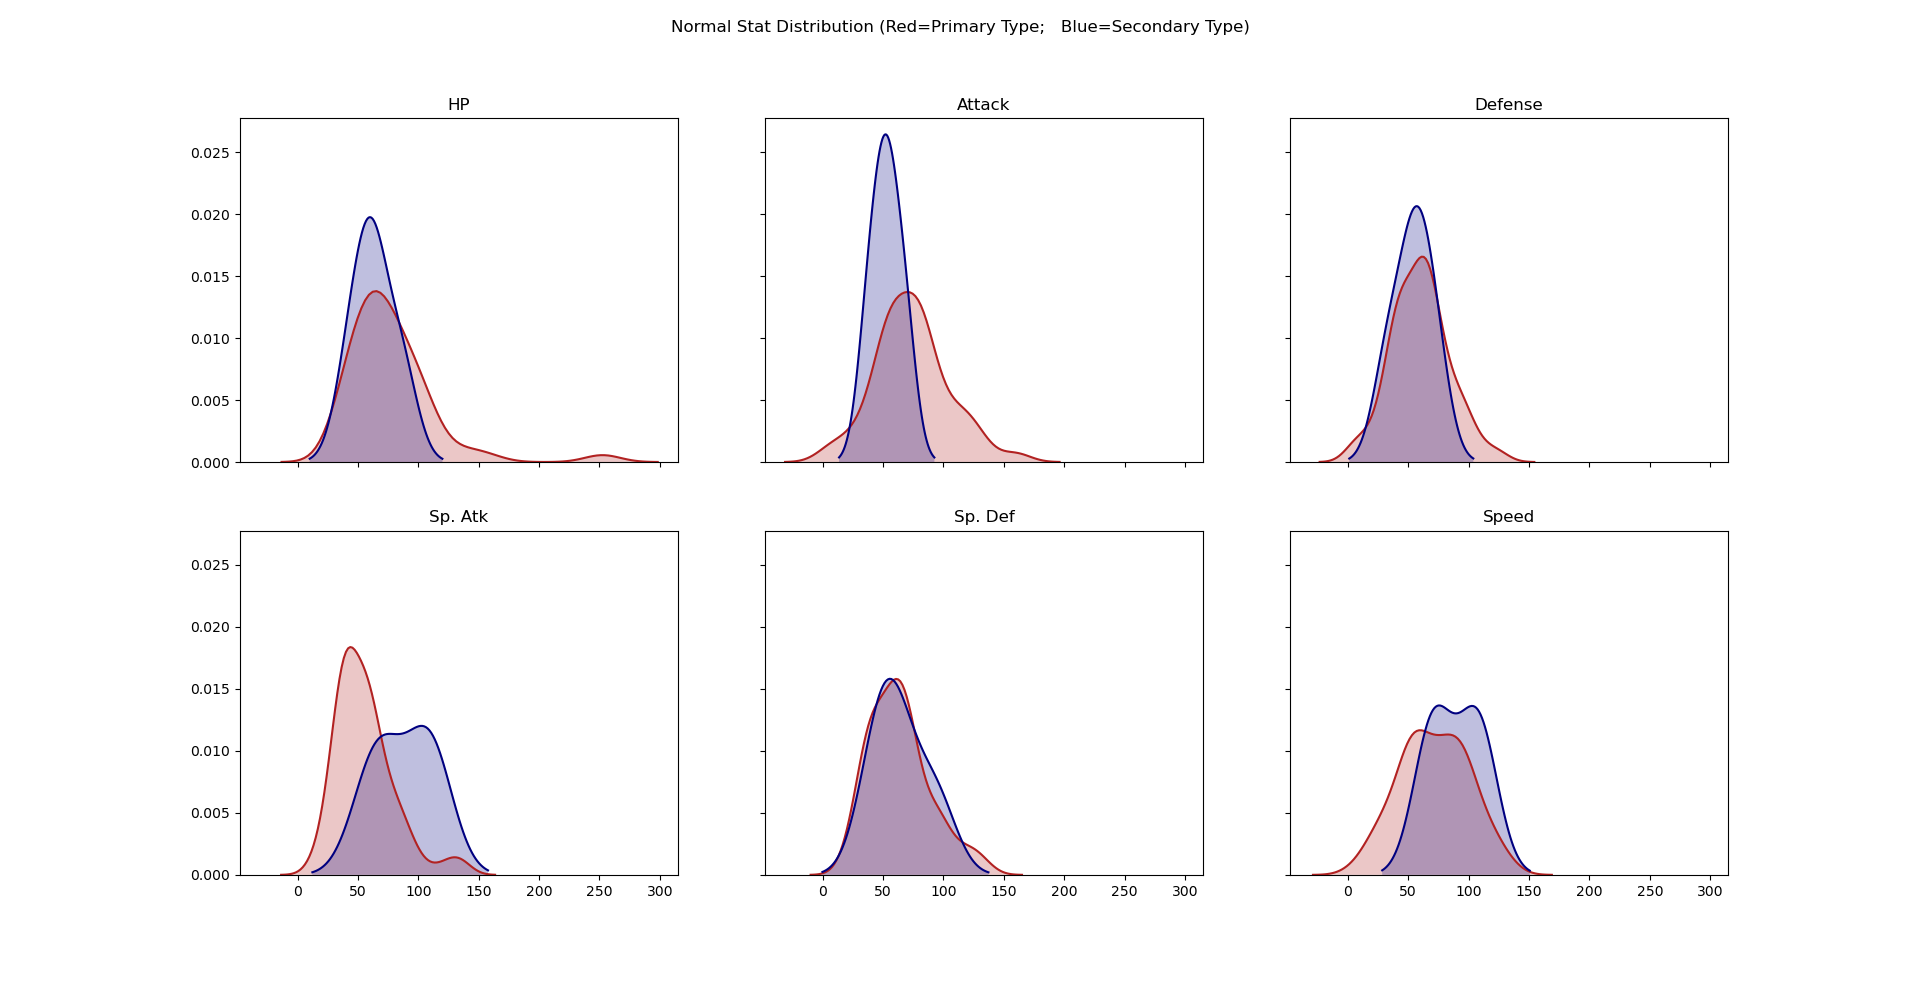 Normal Stat Distribution (Red=Primary Type;   Blue=Secondary Type)
HP
Attack
Defense
0.025
0.020
0.015
0.010
0.005
0.000
Sp. Atk
Sp. Def
Speed
0.025
0.020
0.015
0.010
0.005
0.000
0 50 100 150 200 250 300
0 50 100 150 200 250 300
0 50 100 150 200 250 300